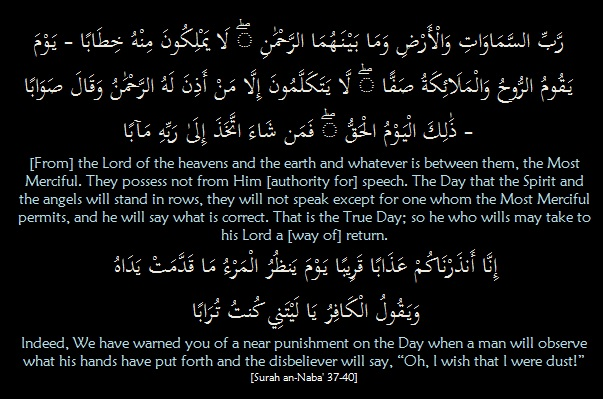 رَّبِّ السَّمَاوَاتِ وَالْأَرْضِ وَمَا بَيْنَهُمَا الرَّحْمَٰنِ ۖ لَا يَمْلِكُونَ مِنْهُ خِطَابًا - يَوْمَ
يَقُومُ الرُّوحُ وَالْمَلَائِكَةُ صَفًّا ۖ لَّا يَتَكَلَّمُونَ إِلَّا مَنْ أَذِنَ لَهُ الرَّحْمَٰنُ وَقَالَ صَوَابًا
- ذَٰلِكَ الْيَوْمُ الْحَقُّ ۖ فَمَن شَاءَ اتَّخَذَ إِلَىٰ رَبِّهِ مَآبًا
[From] the Lord of the heavens and the earth and whatever is between them, the Most
Merciful. They possess not from Him [authority for] speech. The Day that the Spirit and
the angels will stand in rows, they will not speak except for one whom the Most Merciful
permits, and he will say what is correct. That is the True Day; so he who wills may take to
his Lord a [way of] return.
إِنَّا أَنذَرْنَاكُمْ عَذَابًا قَرِيبًا يَوْمَ يَنظُرُ الْمَرْءُ مَا قَدَّمَتْ يَدَاهُ
وَيَقُولُ الْكَافِرُ يَا لَيْتَنِي كُنتُ تُرَابًا
Indeed, We have warned you of a near punishment on the Day when a man will observe
what his hands have put forth and the disbeliever will say, “Oh, I wish that I were dust!”
[Surah an-Naba' 37-40]